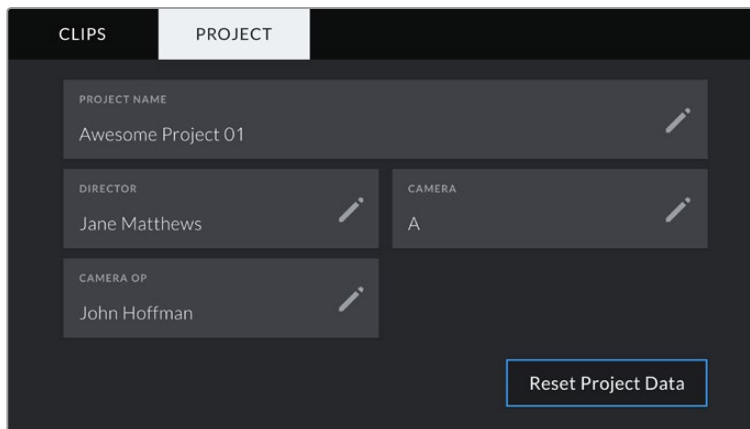 CLIPS PROJECT
PROJECT NAME
Awesome Project 01
DIRECTOR
Jane Matthews
CAMERA
A
CAMERA OP
John Hoffman
Reset Project Data